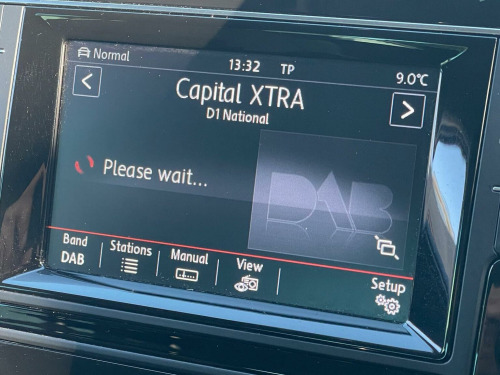 Normal 13:32 TP 9.0°C
Capital XTRA
D1 National
Please wait...
DAB
Band Stations Manual View Setup
DAB